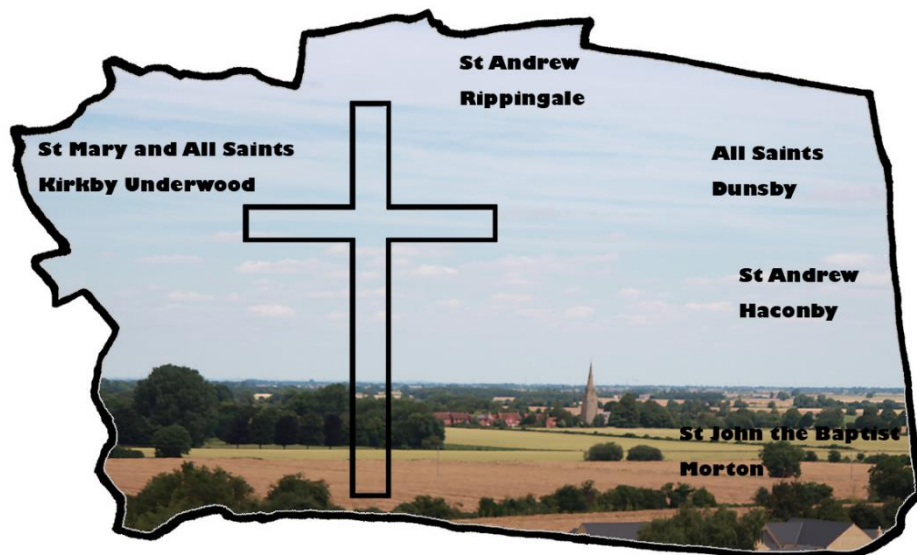 St Andrew
Rippingale
St Mary and All Saints
Kirkby Underwood
All Saints
Dunsby
St Andrew
Haconby
St John the Baptist
Morton